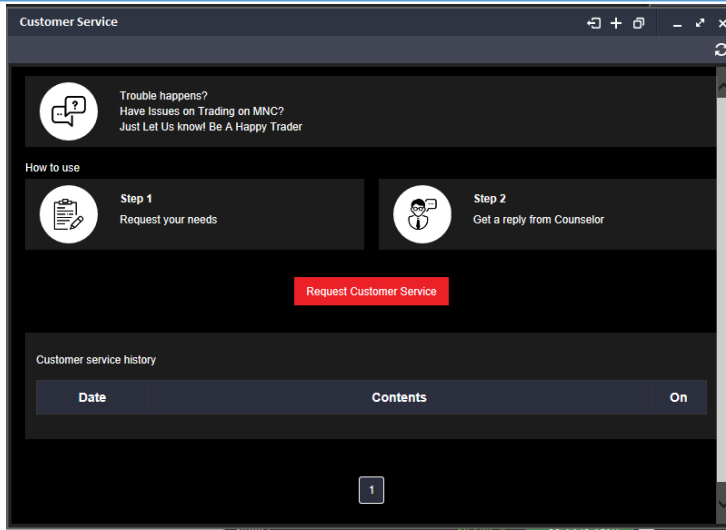 Customer Service
Trouble happens?
Have Issues on Trading on MNC?
Just Let Us know! Be A Happy Trader
How to use
Step 1
Request your needs
Step 2
Get a reply from Counselor
Request Customer Service
Customer service history
Date Contents On
1